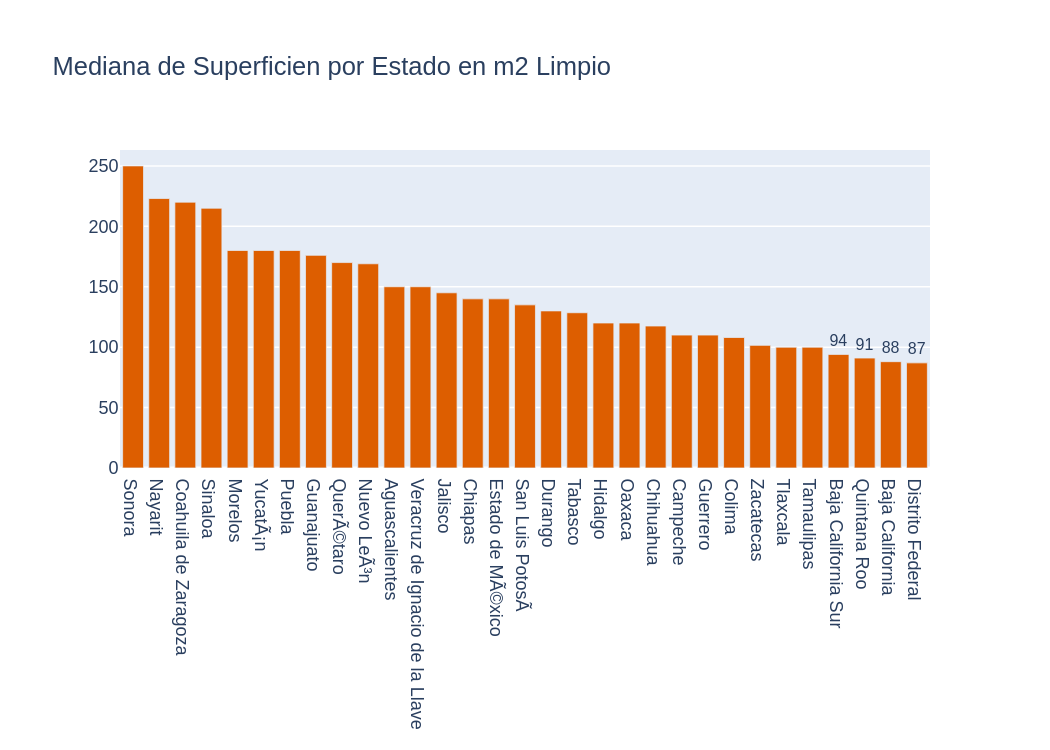 Mediana de Superficien por Estado en m2 Limpio
250
200
150
100
50
0
94
91
88
87
Sonora
Nayarit
Coahuila de Zaragoza
Sinaloa
Morelos
YucatÃ¡n
Puebla
Guanajuato
QuerÃ©taro
Nuevo LeÃ³n
Aguascalientes
Veracruz de Ignacio de la Llave
Jalisco
Chiapas
Estado de MÃ©xico
San Luis PotosÃ
Durango
Tabasco
Hidalgo
Oaxaca
Chihuahua
Campeche
Guerrero
Colima
Zacatecas
Tlaxcala
Tamaulipas
Baja California Sur
Quintana Roo
Baja California
Distrito Federal